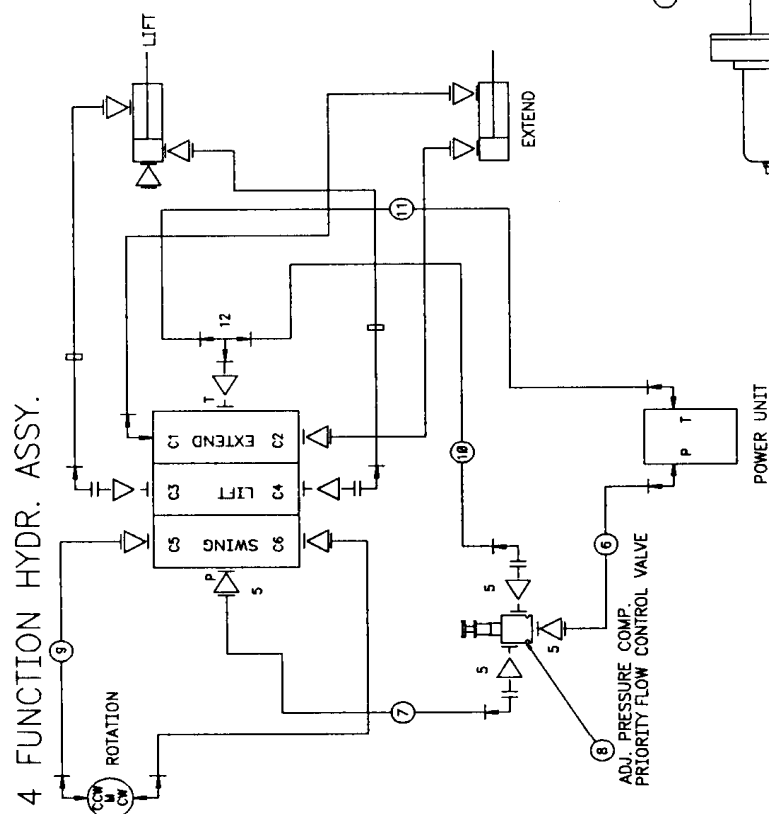 4 FUNCTION HYDR. ASSY.
LIFT
EXTEND
11
12
T
C1
C2
EXTEND
C3
C4
LIFT
C5
C6
SWING
P
5
9
CCW
M
CW
ROTATION
10
7
5
5
5
6
8
ADJ. PRESSURE COMP.
PRIORITY FLOW CONTROL VALVE
P
T
POWER UNIT